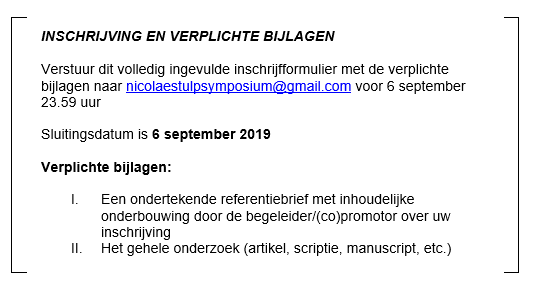 INSCHRIJVING EN VERPLICHTE BIJLAGEN
Verstuur dit volledig ingevulde inschrijfformulier met de verplichte
bijlagen naar nicolaestulpsymposium@gmail.com voor 6 september
23.59 uur
Sluitingsdatum is 6 september 2019
Verplichte bijlagen:
I. Een ondertekende referentiebrief met inhoudelijke
onderbouwing door de begeleider/(co)promotor over uw
inschrijving
II. Het gehele onderzoek (artikel, scriptie, manuscript, etc.)